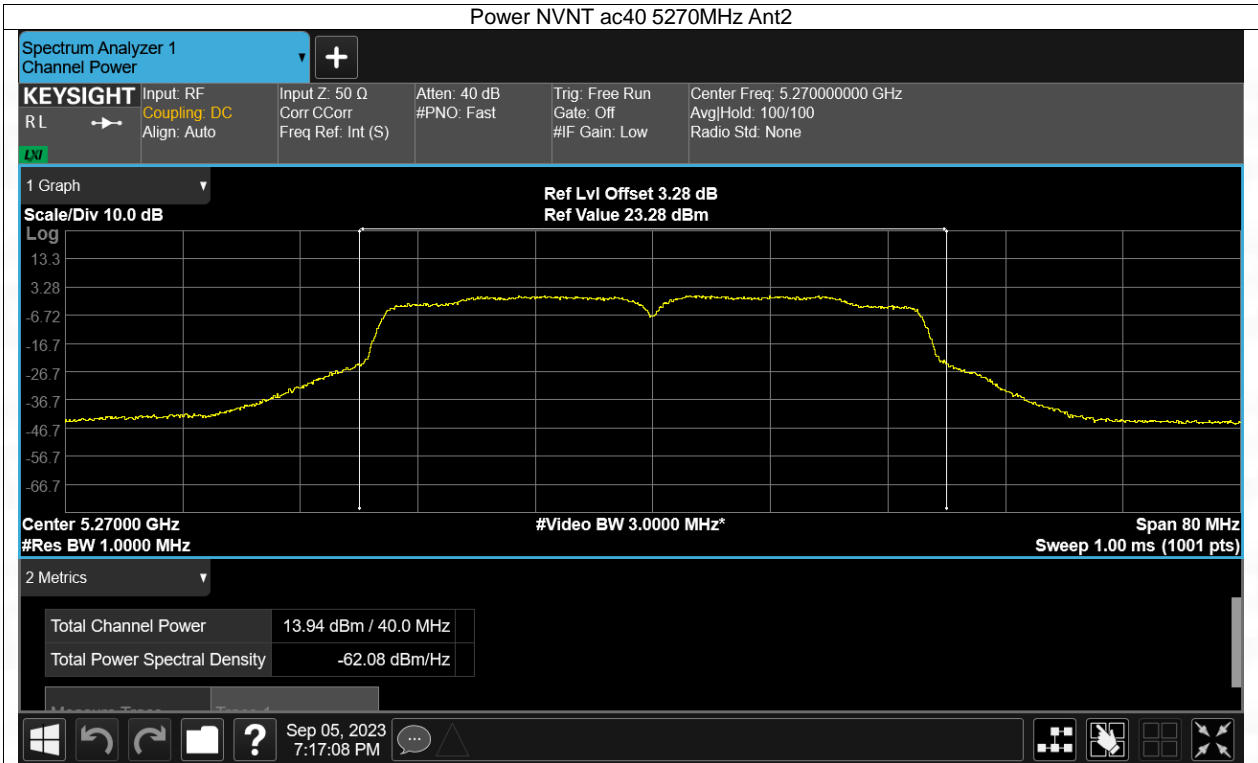 Power NVNT ac40 5270MHz Ant2
Spectrum Analyzer 1
Channel Power
+
KEYSIGHT
R L
LXI
Input: RF
Coupling: DC
Align: Auto
Input Z: 50 Ω
Corr CCorr
Freq Ref: Int (S)
Atten: 40 dB
#PNO: Fast
Trig: Free Run
Gate: Off
#IF Gain: Low
Center Freq: 5.270000000 GHz
Avg|Hold: 100/100
Radio Std: None
1 Graph
Scale/Div 10.0 dB
Ref Lvl Offset 3.28 dB
Ref Value 23.28 dBm
Log
13.3
3.28
-6.72
-16.7
-26.7
-36.7
-46.7
-56.7
-66.7
Center 5.27000 GHz
#Res BW 1.0000 MHz
#Video BW 3.0000 MHz*
Span 80 MHz
Sweep 1.00 ms (1001 pts)
2 Metrics
Total Channel Power 13.94 dBm / 40.0 MHz
Total Power Spectral Density -62.08 dBm/Hz
?
Sep 05, 2023
7:17:08 PM